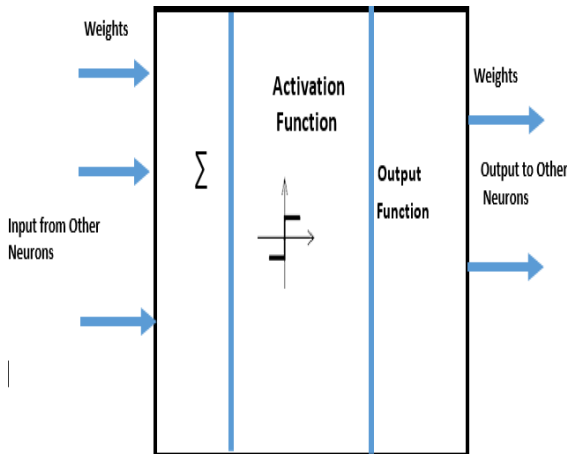 Weights
Input from Other
Neurons
Σ
Activation
Function
Output
Function
Weights
Output to Other
Neurons